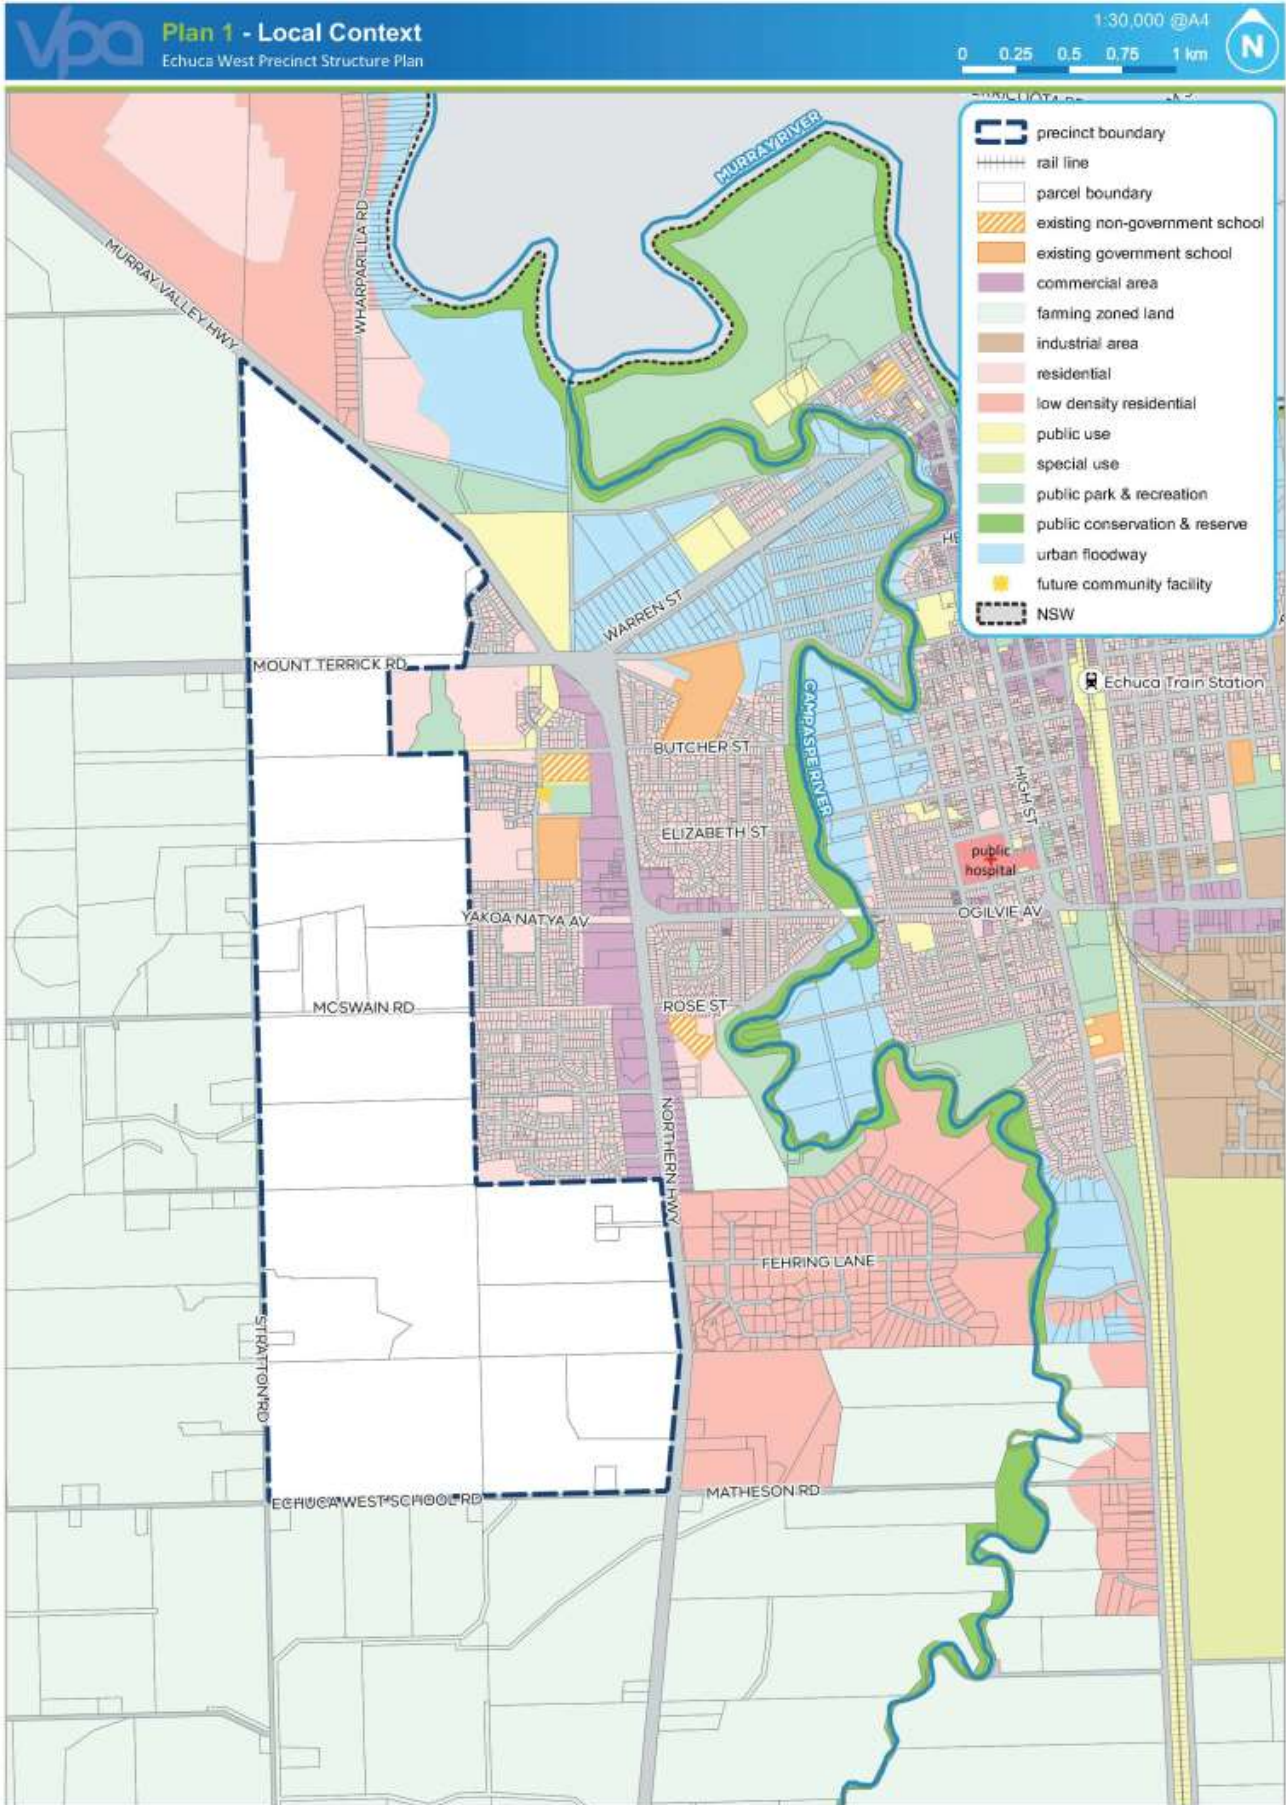 vpa
Plan 1 - Local Context
Echuca West Precinct Structure Plan
1:30,000 @A4
0 0.25 0.5 0.75 1 km
N
precinct boundary
rail line
parcel boundary
existing non-government school
existing government school
commercial area
farming zoned land
industrial area
residential
low density residential
public use
special use
public park & recreation
public conservation & reserve
urban floodway
future community facility
NSW
MURRAY RIVER
WHARPARILLA RD
MURRAY VALLEY HWY
WARREN ST
MOUNT TERRICK RD
Echuca Train Station
CAMPASPE RIVER
BUTCHER ST
HIGH ST
ELIZABETH ST
public
hospital
YAKOA NATYA AV
OGILVIE AV
MCSWAIN RD
ROSE ST
NORTHERN HWY
FEHRING LANE
STRATTON RD
ECHUCA WEST SCHOOL RD
MATHESON RD